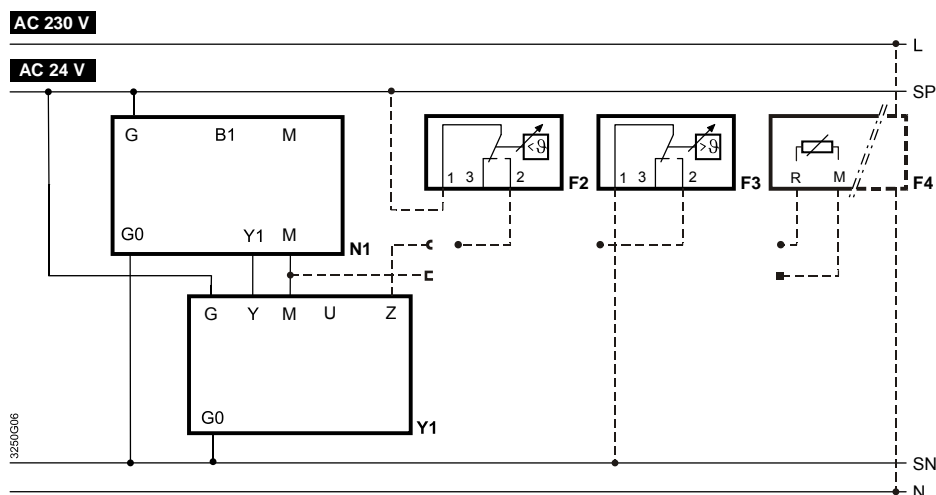 AC 230 V
L
AC 24 V
SP
G B1 M
<ϑ
1 3 2
F2
>ϑ
1 3 2
F3
R M
F4
G0 Y1 M
N1
G Y M U Z
G0
Y1
3250G06
SN
N